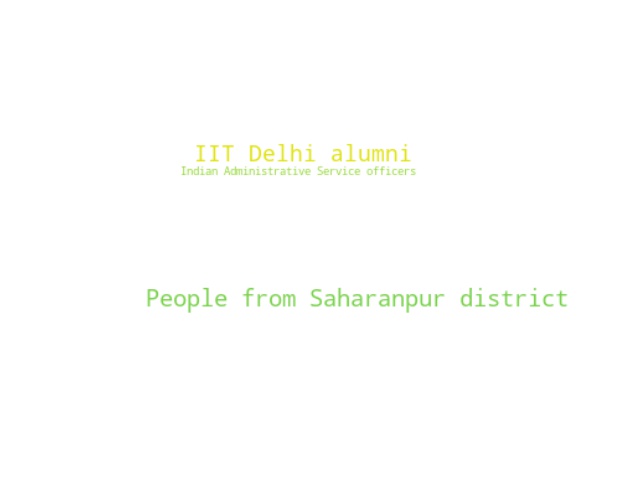 IIT Delhi alumni
Indian Administrative Service officers
People from Saharanpur district